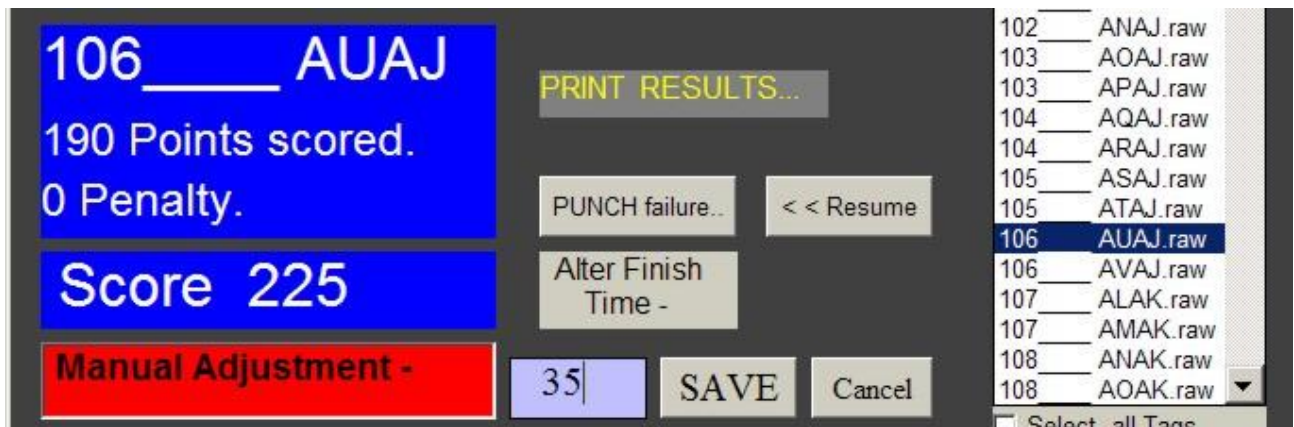 106____ AUAJ
190 Points scored.
0 Penalty.
Score 225
Manual Adjustment -
PRINT RESULTS...
PUNCH failure..
< < Resume
Alter Finish
Time -
35
SAVE
Cancel
102____ ANAJ.raw
103____ AOAJ.raw
103____ APAJ.raw
104____ AQAJ.raw
104____ ARAJ.raw
105____ ASAJ.raw
105____ ATAJ.raw
106____ AUAJ.raw
106____ AVAJ.raw
107____ ALAK.raw
107____ AMAK.raw
108____ ANAK.raw
108____ AOAK.raw
Select all Tags